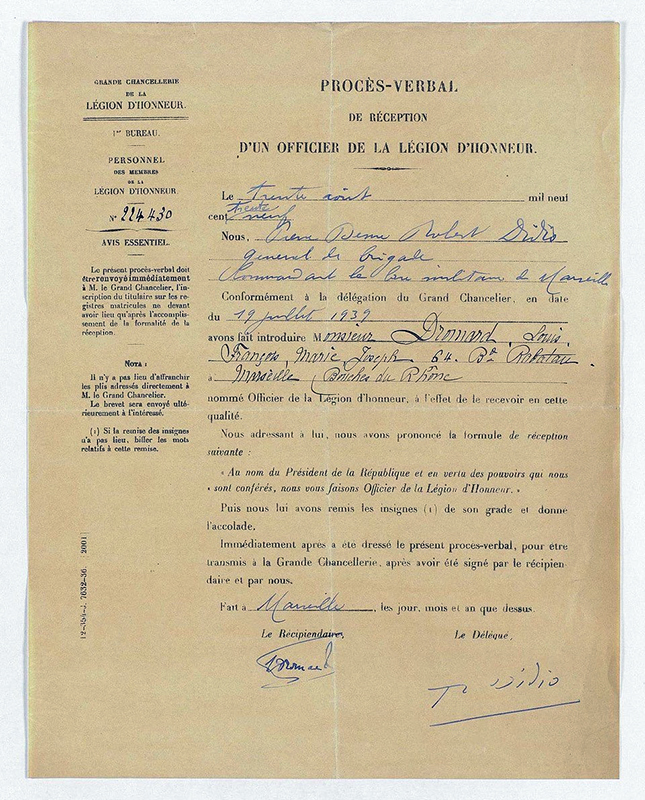 GRANDE CHANCELLERIE
DE LA
LÉGION D'HONNEUR.
1er BUREAU.
PERSONNEL
DES MEMBRES
DE LA
LÉGION D'HONNEUR.
N° 224430
AVIS ESSENTIEL.
Le présent procès-verbal doit
être renvoyé immédiatement
à M. le Grand Chancelier, l'in-
scription du titulaire sur les re-
gistres matricules ne devant
avoir lieu qu'après l'accomplis-
sement de la formalité de la
réception.
NOTA :
Il n'y a pas lieu d'affranchir
les plis adressés directement à
M. le Grand Chancelier.
Le brevet sera envoyé ulté-
rieurement à l'intéressé.
(1) Si la remise des insignes
n'a pas lieu, biffer les mots
relatifs à cette remise.
12-354-J. 7632-36. [2001]
PROCÈS-VERBAL
DE RÉCEPTION
D'UN OFFICIER DE LA LÉGION D'HONNEUR.
Le trente août mil neuf
cent trente neuf
Nous, Pierre Robert Didio
général de brigade
Commandant la militaire de Marseille
Conformément à la délégation du Grand Chancelier, en date
du 19 juillet 1939
avons fait introduire Monsieur Dromard, Louis,
François, Marie, Joseph 64. Bd Rabatau
à Marseille (Bouches du Rhône
nommé Officier de la Légion d'honneur, à l'effet de le recevoir en cette
qualité.
Nous adressant à lui, nous avons prononcé la formule de réception
suivante :
« Au nom du Président de la République et en vertu des pouvoirs qui nous
« sont conférés, nous vous faisons Officier de la Légion d'Honneur. »
Puis nous lui avons remis les insignes (1) de son grade et donné
l'accolade.
Immédiatement après a été dressé le présent procès-verbal, pour être
transmis à la Grande Chancellerie, après avoir été signé par le récipien-
daire et par nous.
Fait à Marseille, les jour, mois et an que dessus.
Le Récipiendaire,
Le Délégué,
Dromard
Didio